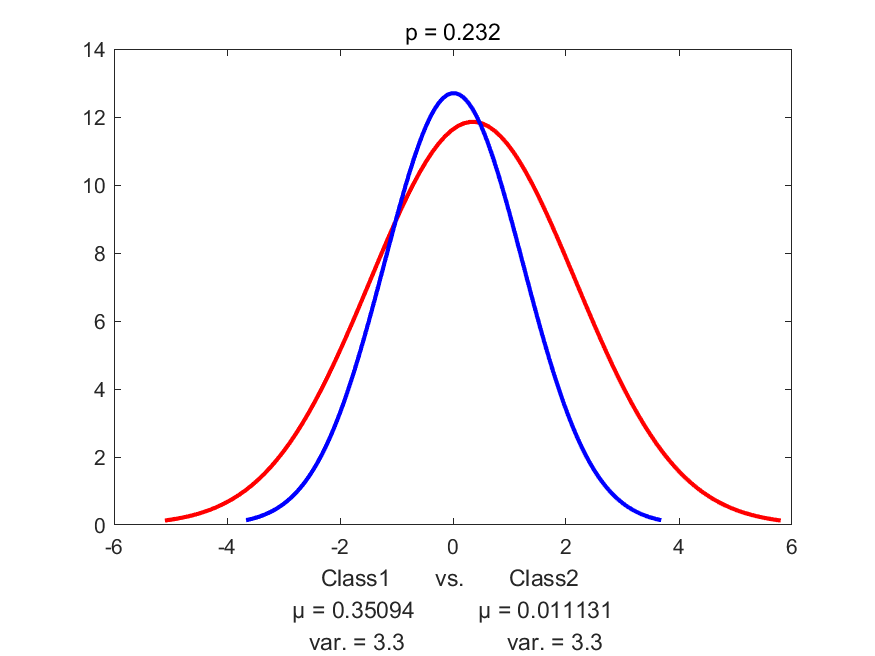 p = 0.232
14
12
10
8
6
4
2
0
-6 -4 -2 0 2 4 6
Class1 vs. Class2
μ = 0.35094 μ = 0.011131
var. = 3.3 var. = 3.3